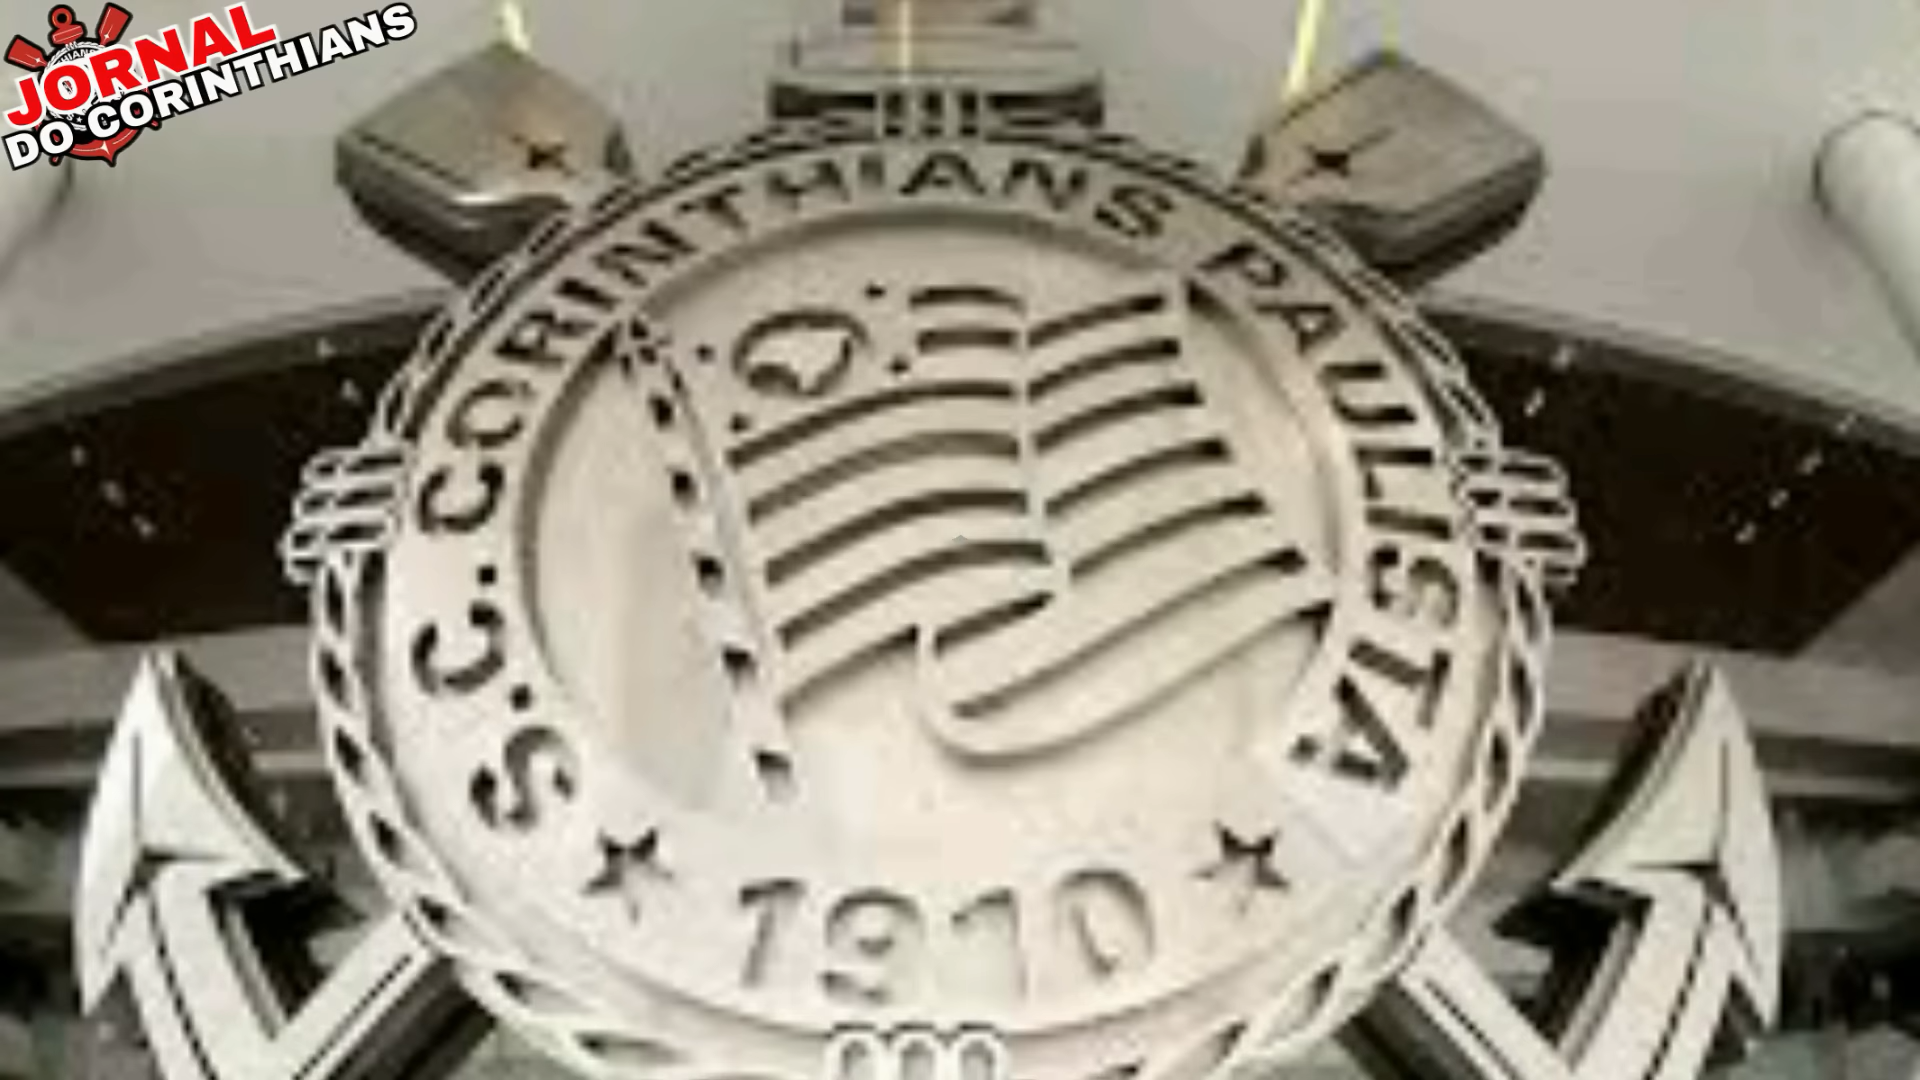 JORNAL
DO CORINTHIANS
S.C.CORINTHIANS PAULISTA
1910